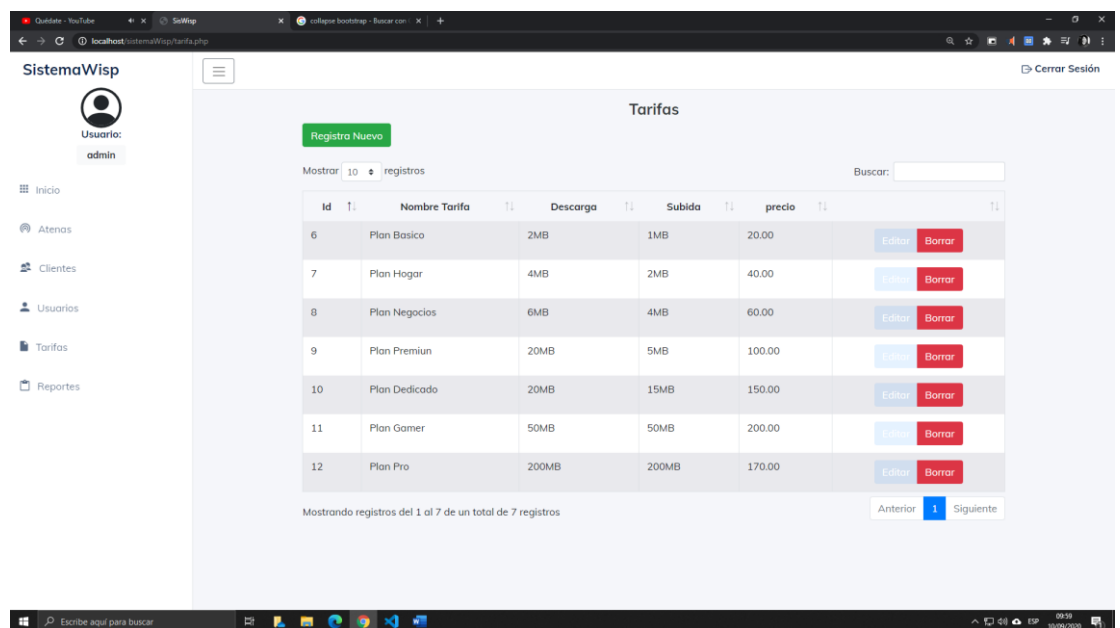 Quédate - YouTube
SisWisp
collapse bootstrap - Buscar con
localhost/sistemaWisp/tarifa.php
SistemaWisp
Cerrar Sesión
Usuario:
admin
Inicio
Atenas
Clientes
Usuarios
Tarifas
Reportes
Tarifas
Registra Nuevo
Mostrar 10 registros
Buscar:
Id Nombre Tarifa Descarga Subida precio
6 Plan Basico 2MB 1MB 20.00 Editar Borrar
7 Plan Hogar 4MB 2MB 40.00 Editar Borrar
8 Plan Negocios 6MB 4MB 60.00 Editar Borrar
9 Plan Premiun 20MB 5MB 100.00 Editar Borrar
10 Plan Dedicado 20MB 15MB 150.00 Editar Borrar
11 Plan Gamer 50MB 50MB 200.00 Editar Borrar
12 Plan Pro 200MB 200MB 170.00 Editar Borrar
Mostrando registros del 1 al 7 de un total de 7 registros
Anterior 1 Siguiente
Escribe aquí para buscar
ESP
09:59
10/09/2020